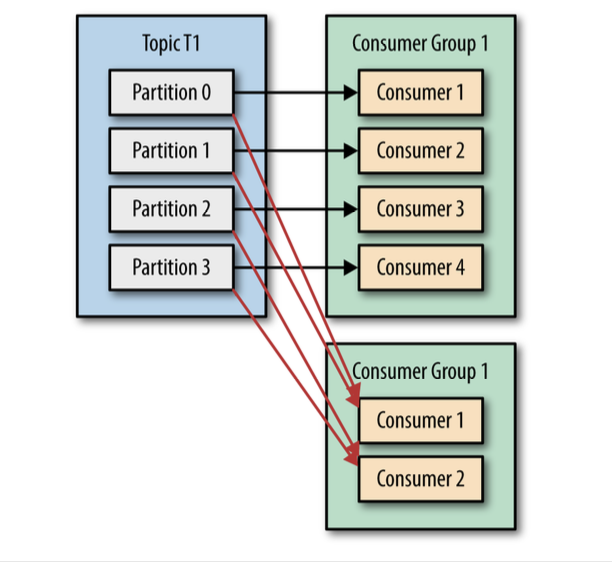 Topic T1
Partition 0
Partition 1
Partition 2
Partition 3
Consumer Group 1
Consumer 1
Consumer 2
Consumer 3
Consumer 4
Consumer Group 1
Consumer 1
Consumer 2